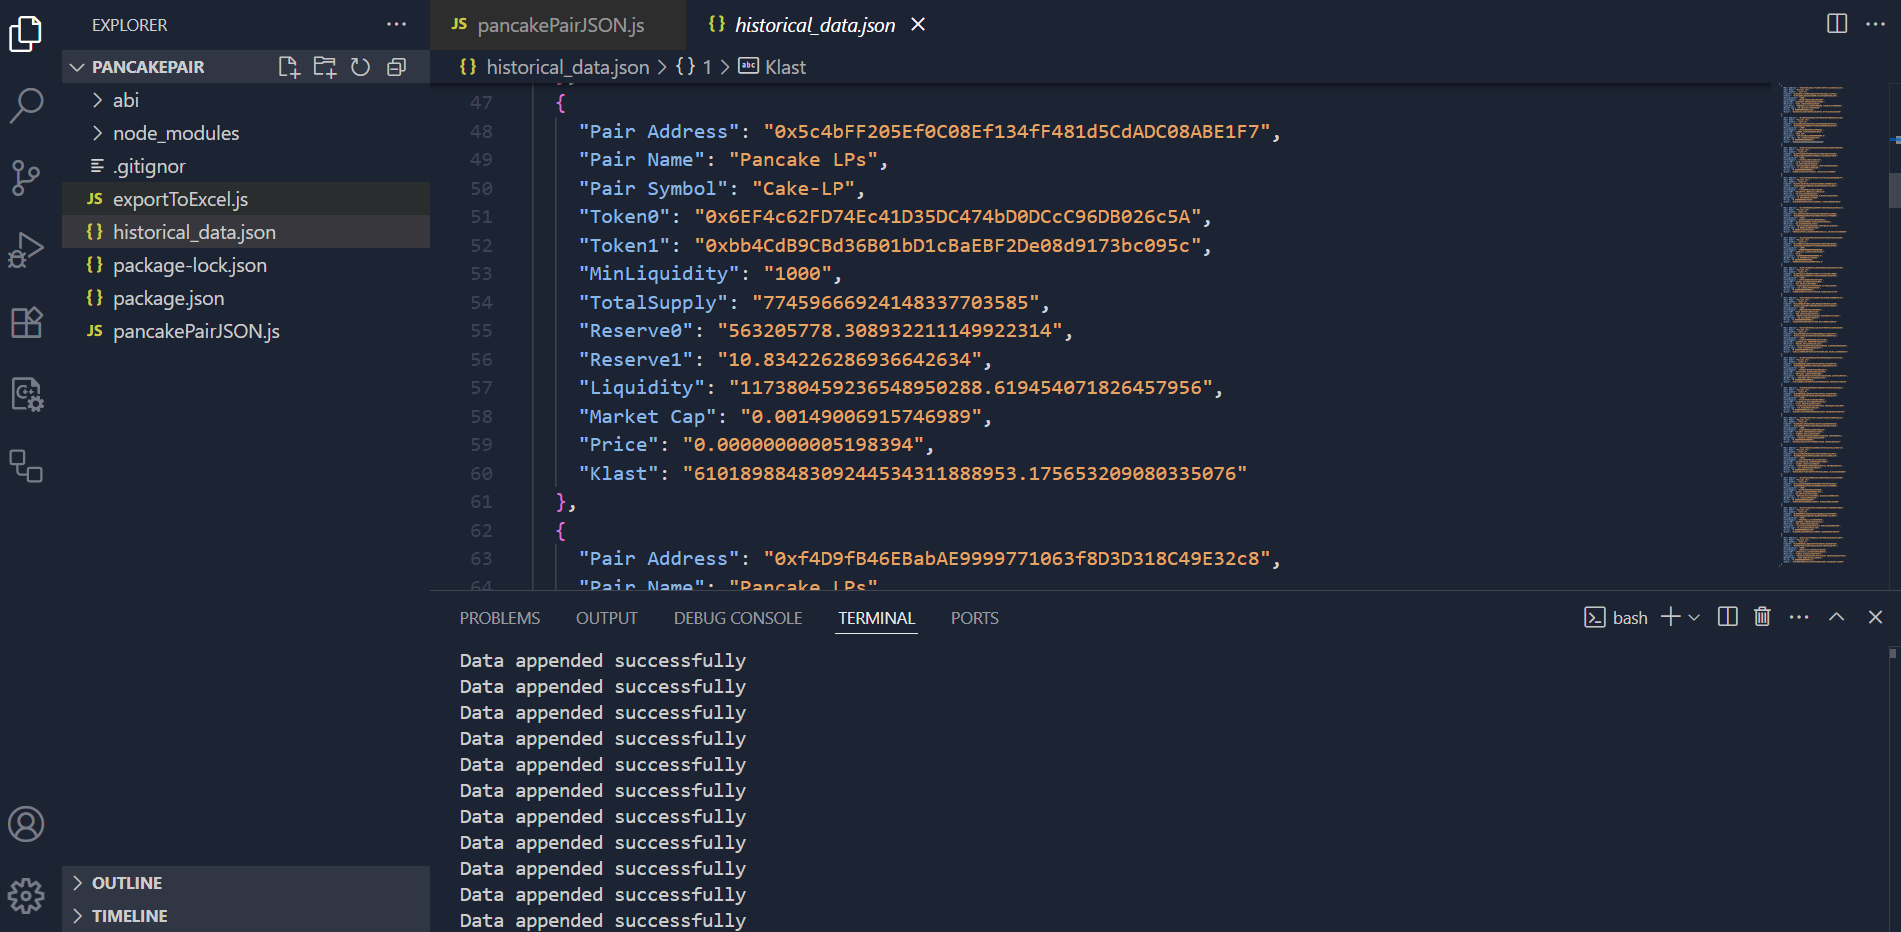 EXPLORER
PANCAKEPAIR
abi
node_modules
.gitignor
JS exportToExcel.js
{} historical_data.json
{} package-lock.json
{} package.json
JS pancakePairJSON.js
OUTLINE
TIMELINE
JS pancakePairJSON.js
{} historical_data.json
{} historical_data.json > {} 1 > abc Klast
47 {
48 "Pair Address": "0x5c4bFF205Ef0C08Ef134fF481d5CdADC08ABE1F7",
49 "Pair Name": "Pancake LPs",
50 "Pair Symbol": "Cake-LP",
51 "Token0": "0x6EF4c62FD74Ec41D35DC474bD0DCcC96DB026c5A",
52 "Token1": "0xbb4CdB9CBd36B01bD1cBaEBF2De08d9173bc095c",
53 "MinLiquidity": "1000",
54 "TotalSupply": "77459666924148337703585",
55 "Reserve0": "563205778.308932211149922314",
56 "Reserve1": "10.834226286936642634",
57 "Liquidity": "117380459236548950288.619454071826457956",
58 "Market Cap": "0.00149006915746989",
59 "Price": "0.00000000005198394",
60 "Klast": "6101898848309244534311888953.175653209080335076"
61 },
62 {
63 "Pair Address": "0xf4D9fB46EBabAE9999771063f8D3D318C49E32c8",
64 "Pair Name": "Pancake LPs"
PROBLEMS OUTPUT DEBUG CONSOLE TERMINAL PORTS
bash
Data appended successfully
Data appended successfully
Data appended successfully
Data appended successfully
Data appended successfully
Data appended successfully
Data appended successfully
Data appended successfully
Data appended successfully
Data appended successfully
Data appended successfully